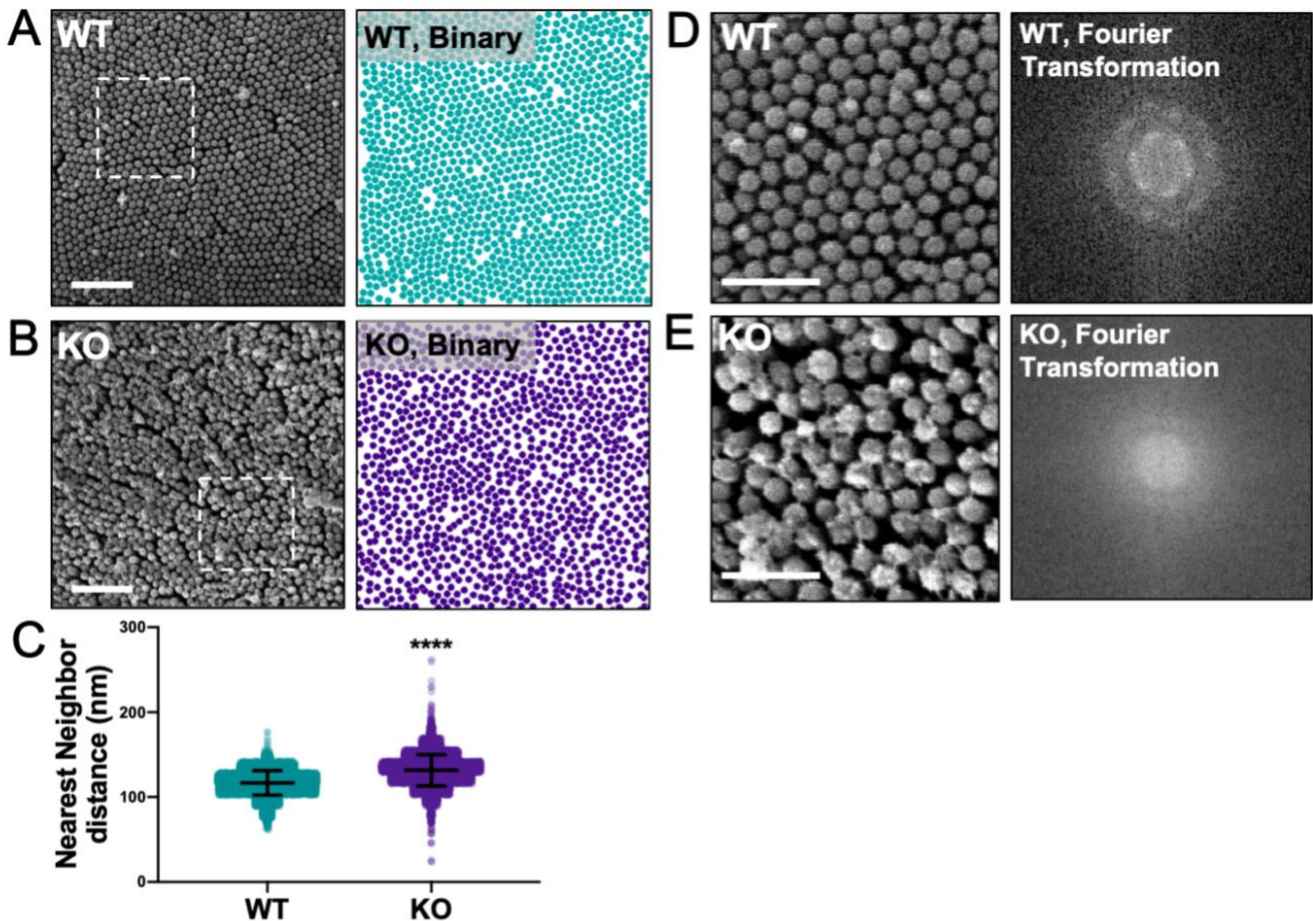 A
WT
WT, Binary
D
WT
WT, Fourier
Transformation
B
KO
KO, Binary
E
KO
KO, Fourier
Transformation
C
Nearest Neighbor
distance (nm)
300
200
100
0
****
WT
KO